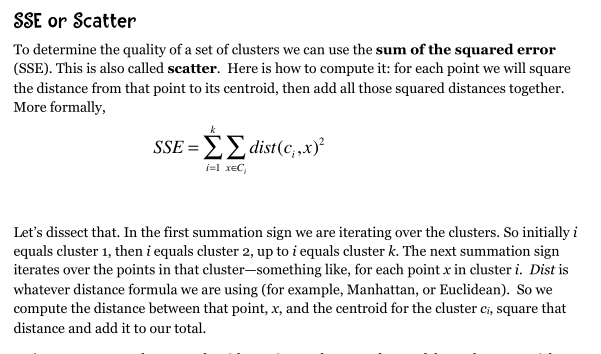 SSE or Scatter
To determine the quality of a set of clusters we can use the sum of the squared error
(SSE). This is also called scatter. Here is how to compute it: for each point we will square
the distance from that point to its centroid, then add all those squared distances together.
More formally,
SSE = ∑_{i=1}^{k} ∑_{x∈C_i} dist(c_i, x)²
Let's dissect that. In the first summation sign we are iterating over the clusters. So initially i
equals cluster 1, then i equals cluster 2, up to i equals cluster k. The next summation sign
iterates over the points in that cluster—something like, for each point x in cluster i. Dist is
whatever distance formula we are using (for example, Manhattan, or Euclidean). So we
compute the distance between that point, x, and the centroid for the cluster cᵢ, square that
distance and add it to our total.